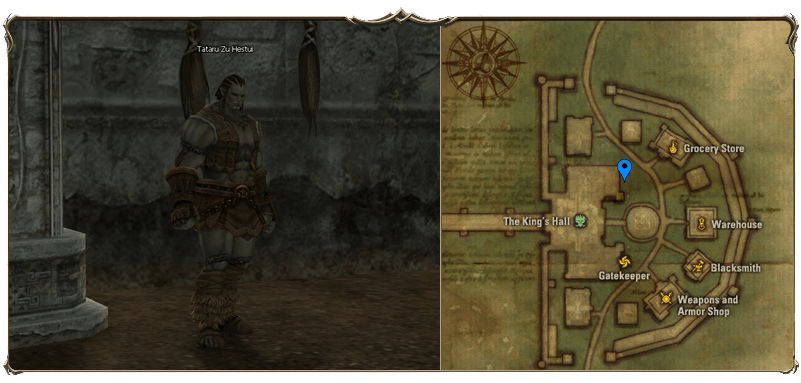 Tataru Zu Hestui
Grocery Store
The King's Hall
Warehouse
Gatekeeper
Blacksmith
Weapons and
Armor Shop